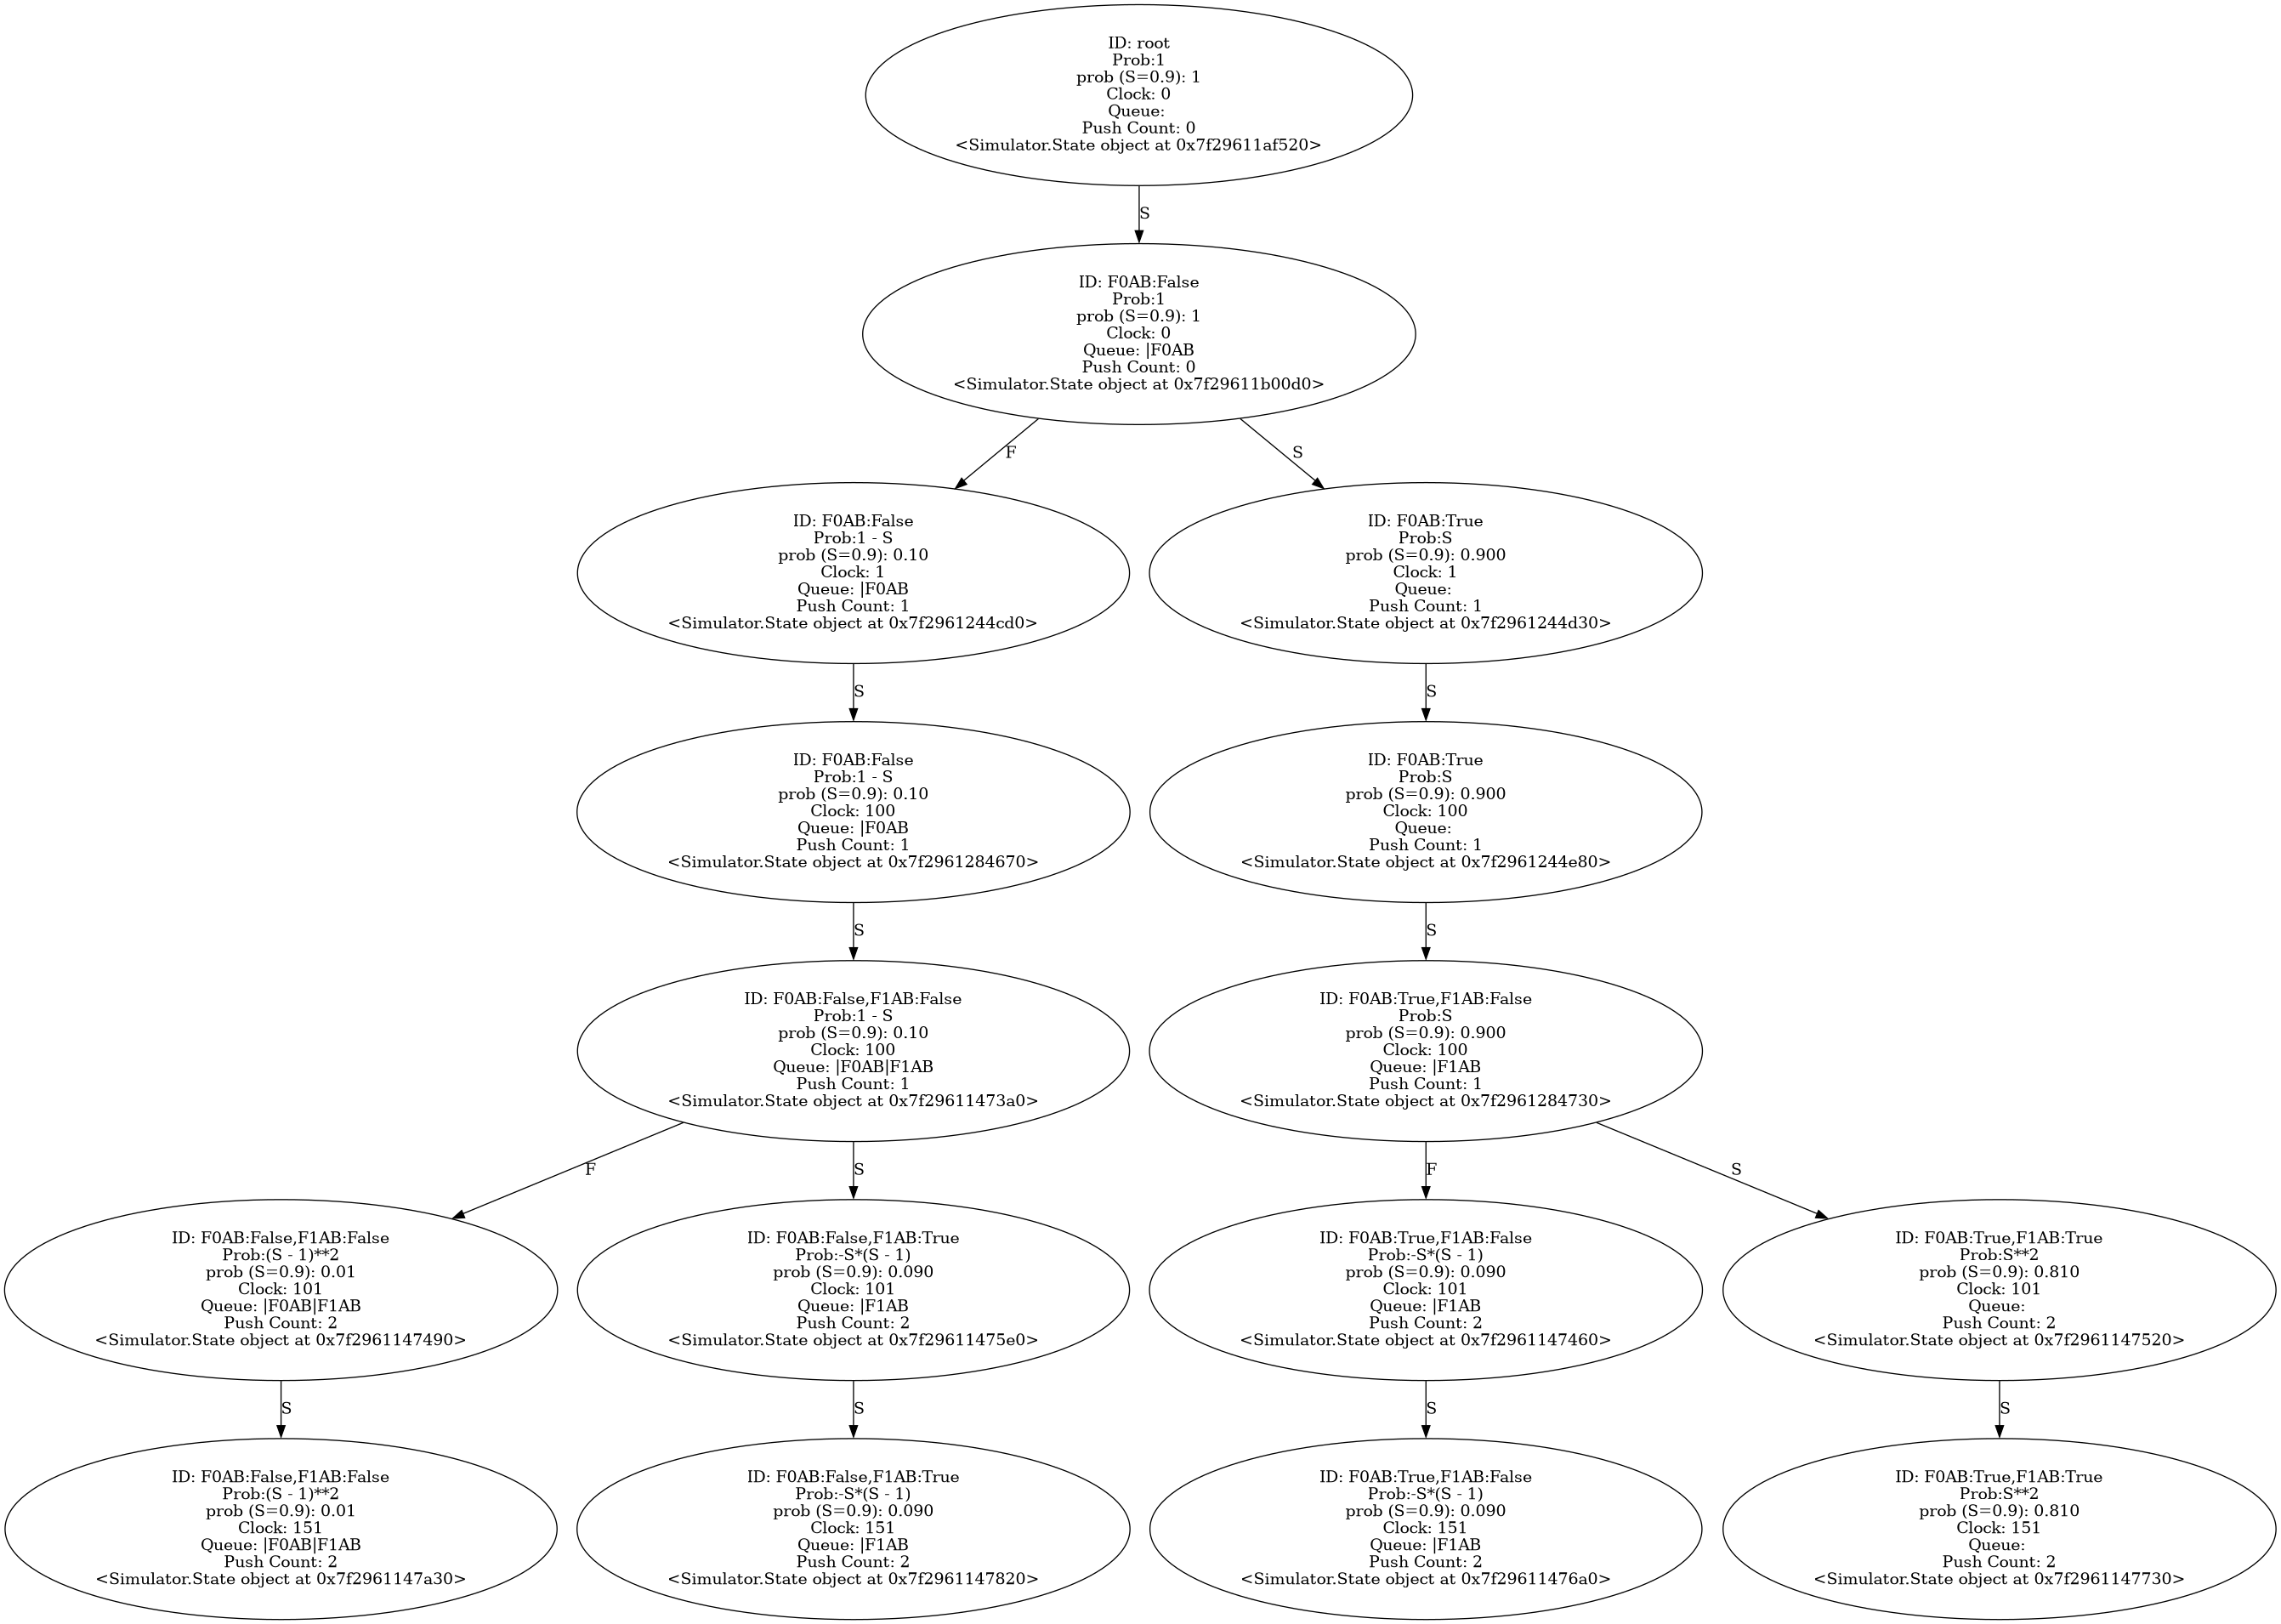 ID: root
Prob:1
prob (S=0.9): 1
Clock: 0
Queue:
Push Count: 0
<Simulator.State object at 0x7f29611af520>
S
ID: F0AB:False
Prob:1
prob (S=0.9): 1
Clock: 0
Queue: |F0AB
Push Count: 0
<Simulator.State object at 0x7f29611b00d0>
F
S
ID: F0AB:False
Prob:1 - S
prob (S=0.9): 0.10
Clock: 1
Queue: |F0AB
Push Count: 1
<Simulator.State object at 0x7f2961244cd0>
ID: F0AB:True
Prob:S
prob (S=0.9): 0.900
Clock: 1
Queue:
Push Count: 1
<Simulator.State object at 0x7f2961244d30>
S
S
ID: F0AB:False
Prob:1 - S
prob (S=0.9): 0.10
Clock: 100
Queue: |F0AB
Push Count: 1
<Simulator.State object at 0x7f2961284670>
ID: F0AB:True
Prob:S
prob (S=0.9): 0.900
Clock: 100
Queue:
Push Count: 1
<Simulator.State object at 0x7f2961244e80>
S
S
ID: F0AB:False,F1AB:False
Prob:1 - S
prob (S=0.9): 0.10
Clock: 100
Queue: |F0AB|F1AB
Push Count: 1
<Simulator.State object at 0x7f29611473a0>
ID: F0AB:True,F1AB:False
Prob:S
prob (S=0.9): 0.900
Clock: 100
Queue: |F1AB
Push Count: 1
<Simulator.State object at 0x7f2961284730>
F
S
F
S
ID: F0AB:False,F1AB:False
Prob:(S - 1)**2
prob (S=0.9): 0.01
Clock: 101
Queue: |F0AB|F1AB
Push Count: 2
<Simulator.State object at 0x7f2961147490>
ID: F0AB:False,F1AB:True
Prob:-S*(S - 1)
prob (S=0.9): 0.090
Clock: 101
Queue: |F1AB
Push Count: 2
<Simulator.State object at 0x7f29611475e0>
ID: F0AB:True,F1AB:False
Prob:-S*(S - 1)
prob (S=0.9): 0.090
Clock: 101
Queue: |F1AB
Push Count: 2
<Simulator.State object at 0x7f2961147460>
ID: F0AB:True,F1AB:True
Prob:S**2
prob (S=0.9): 0.810
Clock: 101
Queue:
Push Count: 2
<Simulator.State object at 0x7f2961147520>
S
S
S
S
ID: F0AB:False,F1AB:False
Prob:(S - 1)**2
prob (S=0.9): 0.01
Clock: 151
Queue: |F0AB|F1AB
Push Count: 2
<Simulator.State object at 0x7f2961147a30>
ID: F0AB:False,F1AB:True
Prob:-S*(S - 1)
prob (S=0.9): 0.090
Clock: 151
Queue: |F1AB
Push Count: 2
<Simulator.State object at 0x7f2961147820>
ID: F0AB:True,F1AB:False
Prob:-S*(S - 1)
prob (S=0.9): 0.090
Clock: 151
Queue: |F1AB
Push Count: 2
<Simulator.State object at 0x7f29611476a0>
ID: F0AB:True,F1AB:True
Prob:S**2
prob (S=0.9): 0.810
Clock: 151
Queue:
Push Count: 2
<Simulator.State object at 0x7f2961147730>